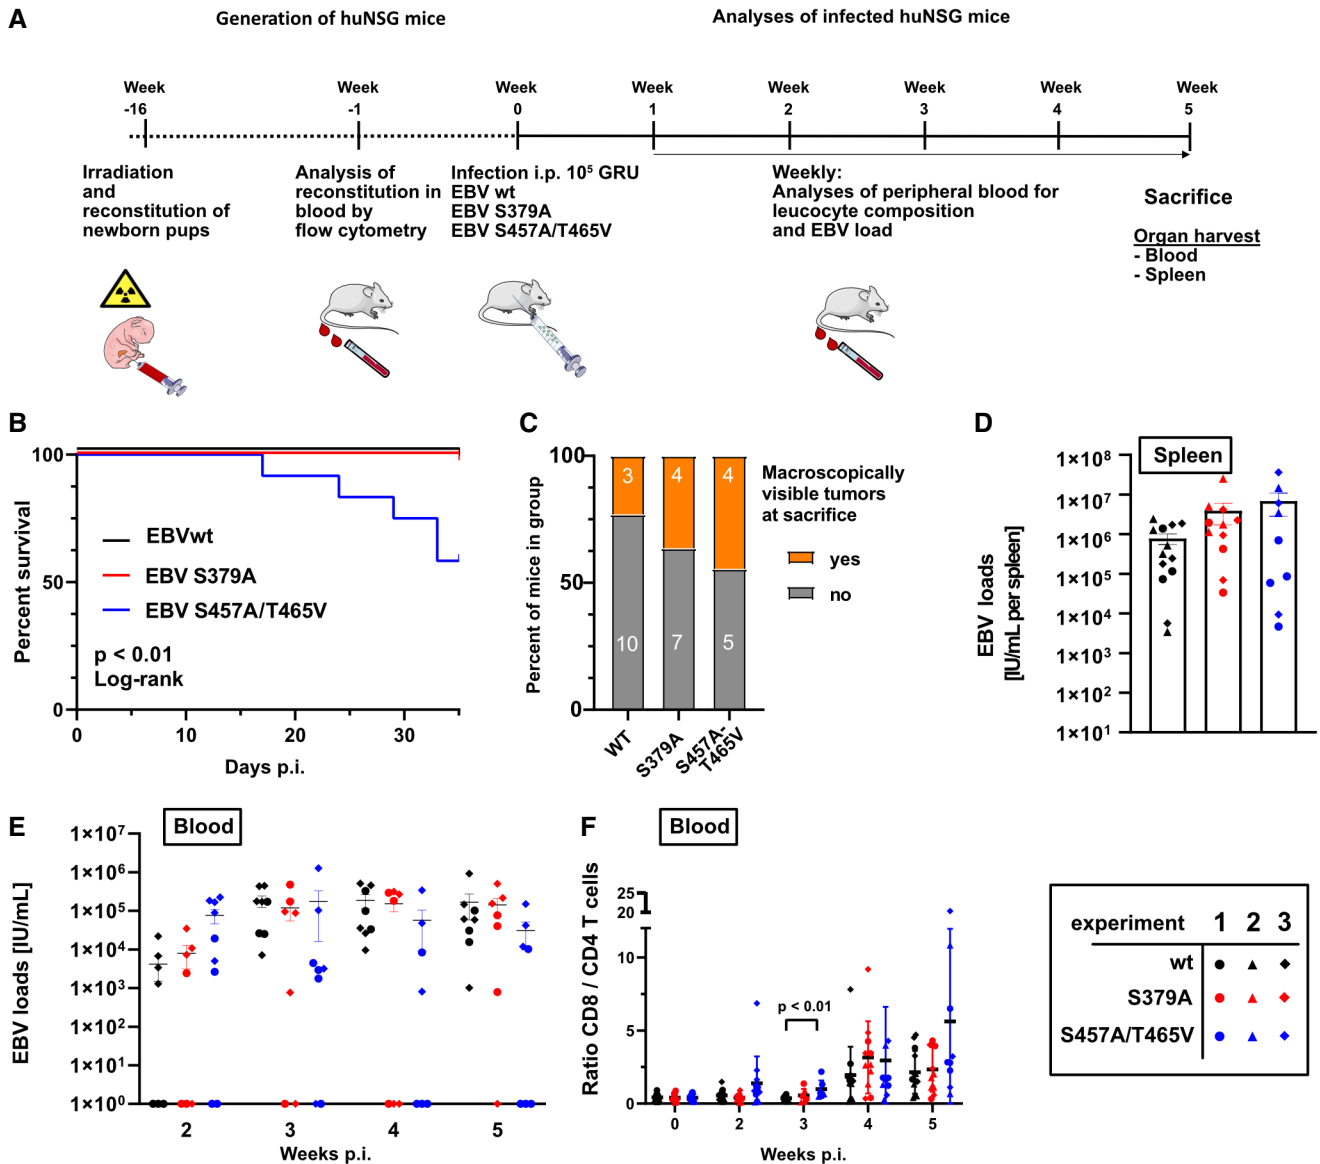 A
Generation of huNSG mice
Analyses of infected huNSG mice
Week Week Week Week Week Week Week Week
-16 -1 0 1 2 3 4 5
Irradiation
and
reconstitution of
newborn pups
Analysis of
reconstitution in
blood by
flow cytometry
Infection i.p. 10⁵ GRU
EBV wt
EBV S379A
EBV S457A/T465V
Weekly:
Analyses of peripheral blood for
leucocyte composition
and EBV load
Sacrifice
Organ harvest
- Blood
- Spleen
B
Percent survival
100
50
0
EBVwt
EBV S379A
EBV S457A/T465V
p < 0.01
Log-rank
0 10 20 30
Days p.i.
C
Percent of mice in group
100
50
0
3 4 4
10 7 5
WT
S379A
S457A-
T465V
Macroscopically
visible tumors
at sacrifice
yes
no
D
Spleen
EBV loads
[IU/mL per spleen]
1×10⁸
1×10⁷
1×10⁶
1×10⁵
1×10⁴
1×10³
1×10²
1×10¹
E
Blood
EBV loads [IU/mL]
1×10⁷
1×10⁶
1×10⁵
1×10⁴
1×10³
1×10²
1×10¹
1×10⁰
2 3 4 5
Weeks p.i.
F
Blood
Ratio CD8 / CD4 T cells
25
20
10
5
0
p < 0.01
0 2 3 4 5
Weeks p.i.
experiment 1 2 3
wt
S379A
S457A/T465V